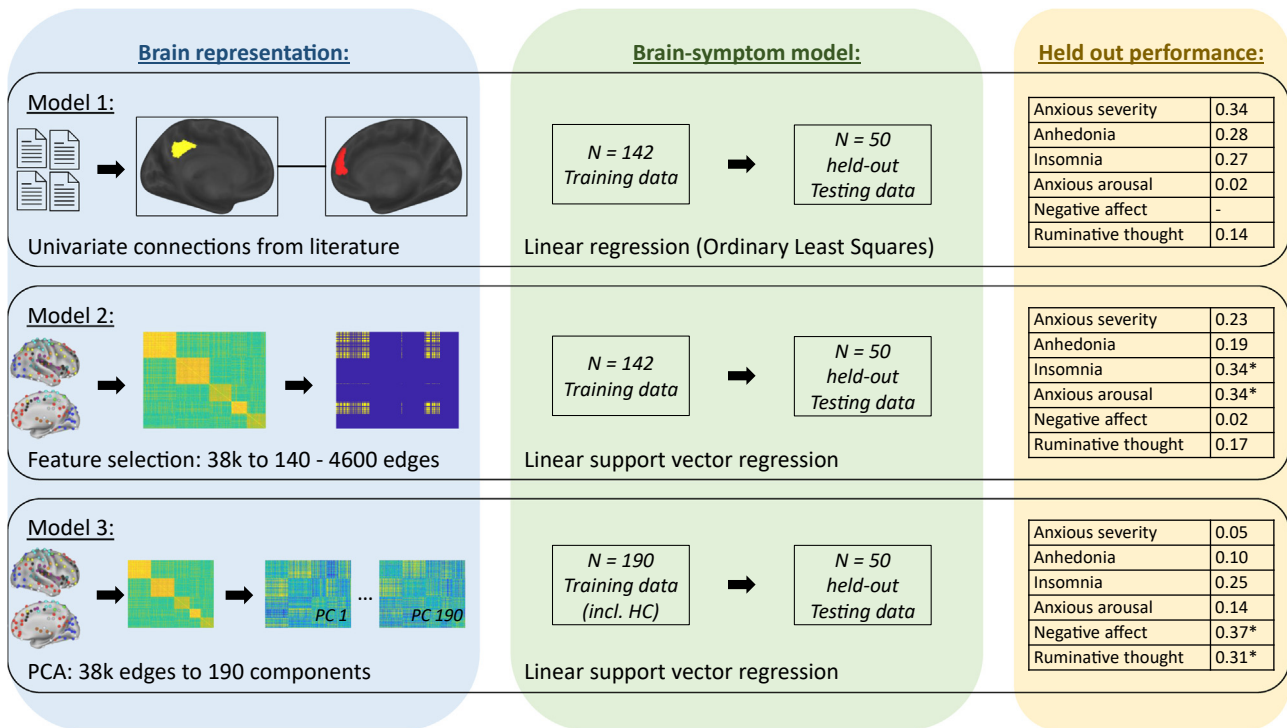 Brain representation:
Brain-symptom model:
Held out performance:
Model 1:
N = 142
Training data
N = 50
held-out
Testing data
Univariate connections from literature
Linear regression (Ordinary Least Squares)
Anxious severity 0.34
Anhedonia 0.28
Insomnia 0.27
Anxious arousal 0.02
Negative affect -
Ruminative thought 0.14
Model 2:
N = 142
Training data
N = 50
held-out
Testing data
Feature selection: 38k to 140 - 4600 edges
Linear support vector regression
Anxious severity 0.23
Anhedonia 0.19
Insomnia 0.34*
Anxious arousal 0.34*
Negative affect 0.02
Ruminative thought 0.17
Model 3:
PC 1
...
PC 190
N = 190
Training data
(incl. HC)
N = 50
held-out
Testing data
PCA: 38k edges to 190 components
Linear support vector regression
Anxious severity 0.05
Anhedonia 0.10
Insomnia 0.25
Anxious arousal 0.14
Negative affect 0.37*
Ruminative thought 0.31*